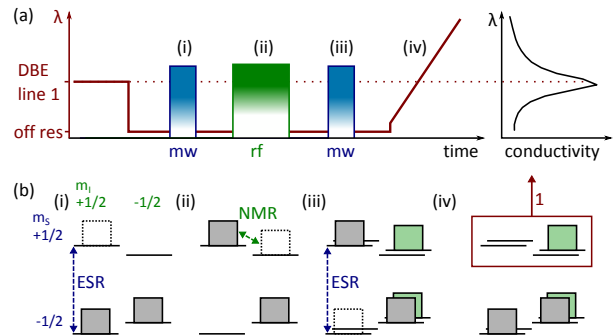 (a)
λ
(i)
(ii)
(iii)
(iv)
λ
DBE
line 1
off res
mw
rf
mw
time
conductivity
(b)
(i)
m_I
+1/2
-1/2
(ii)
(iii)
(iv)
1
m_S
+1/2
NMR
ESR
ESR
-1/2